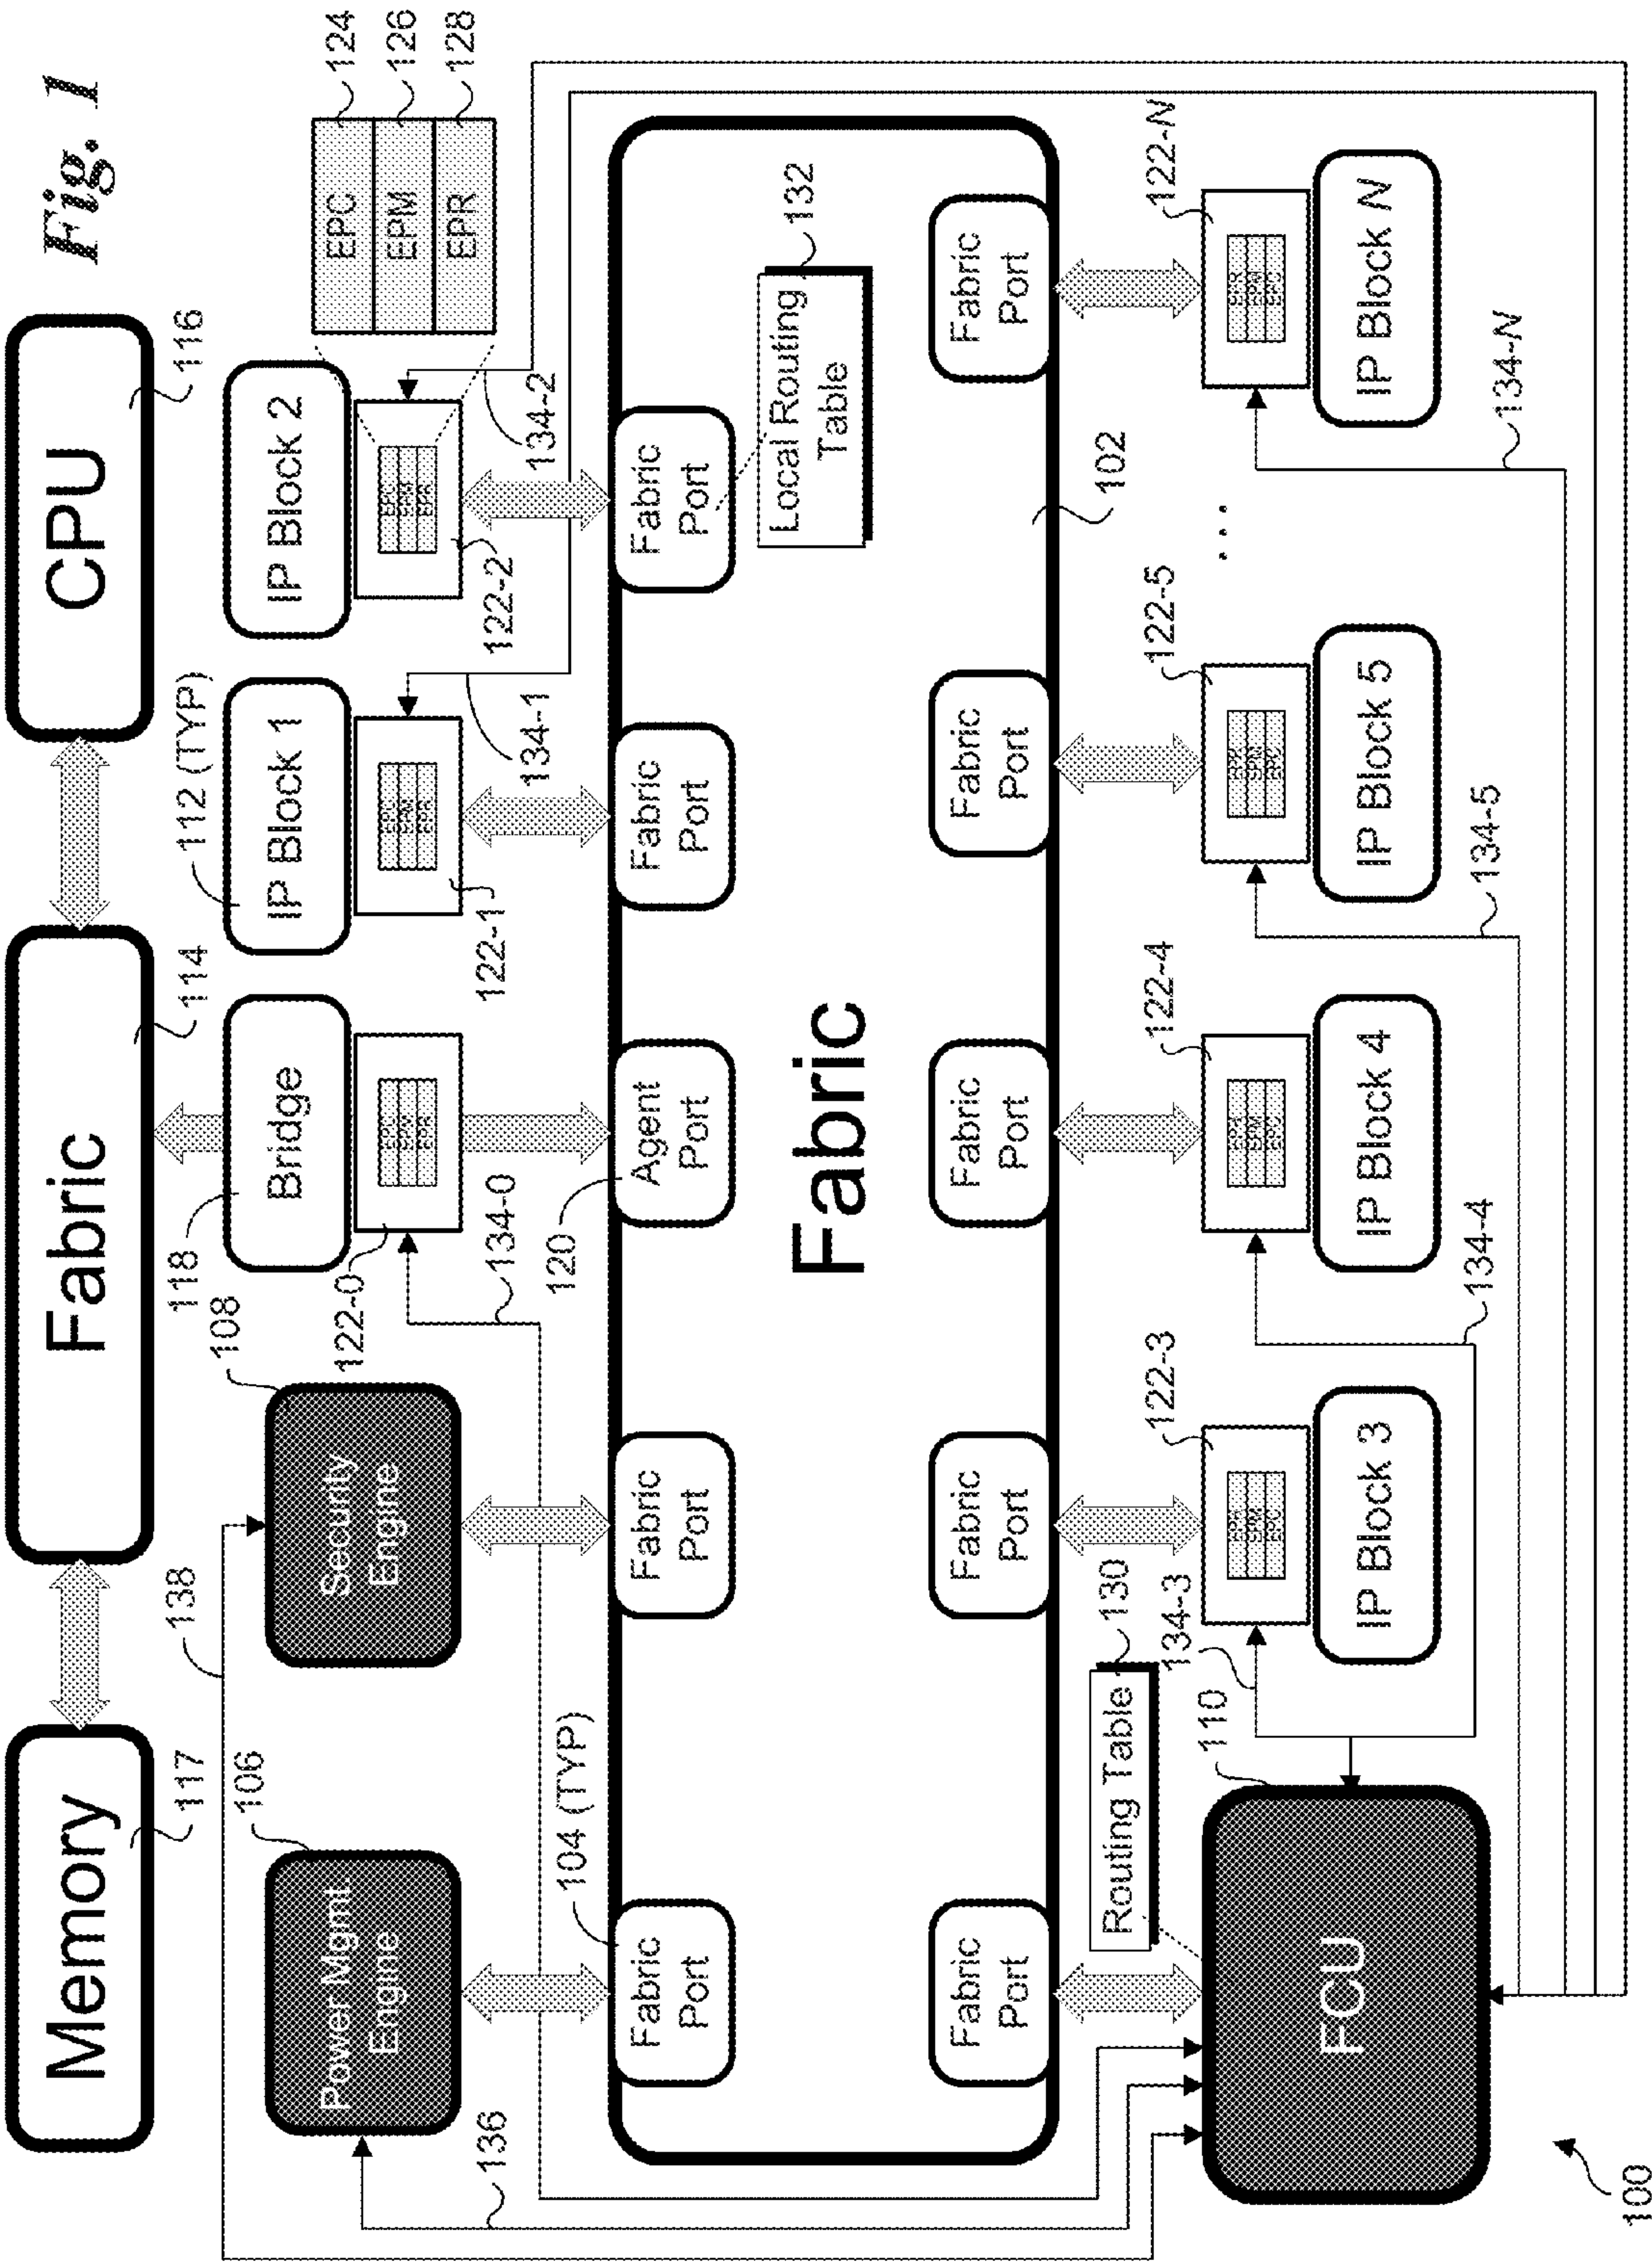 Fig. 1
Memory
Fabric
CPU
117
114
116
138
106
108
118
112 (TYP)
Power Mgmt.
Engine
Security
Engine
Bridge
IP Block 1
IP Block 2
EPC
EPM
EPR
124
126
128
122-0
122-1
122-2
136
134-0
134-1
134-2
104 (TYP)
120
Fabric
Port
Fabric
Port
Agent
Port
Fabric
Port
Fabric
Port
Local Routing
Table
132
Fabric
Fabric
Port
Fabric
Port
Fabric
Port
Fabric
Port
Fabric
Port
102
Routing Table
130
134-3
110
122-3
122-4
122-5
122-N
. . . .
FCU
IP Block 3
IP Block 4
IP Block 5
IP Block N
134-4
134-5
134-N
100